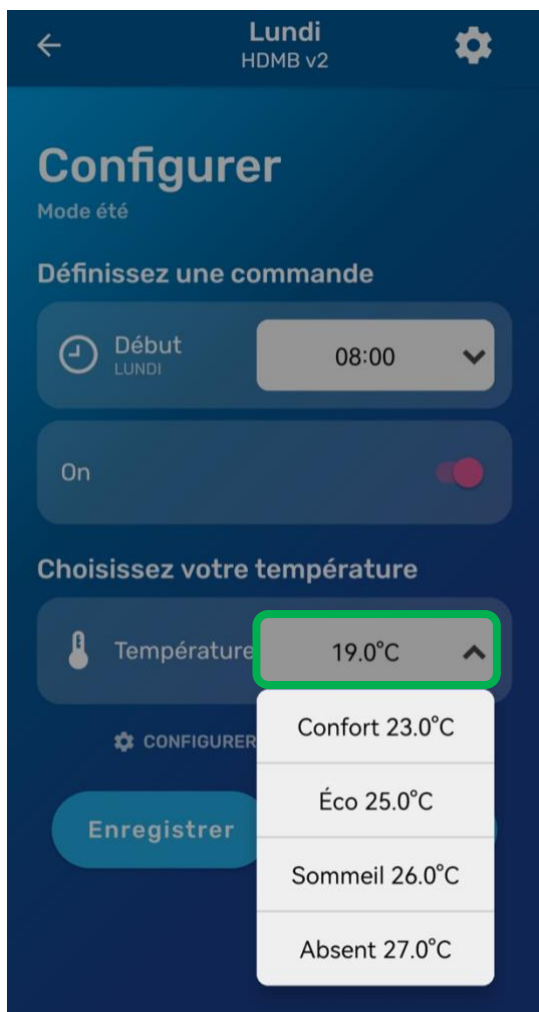 Lundi
HDMB v2
Configurer
Mode été
Définissez une commande
Début
LUNDI
08:00
On
Choisissez votre température
Température
19.0°C
Confort 23.0°C
CONFIGURER
Éco 25.0°C
Enregistrer
Sommeil 26.0°C
Absent 27.0°C